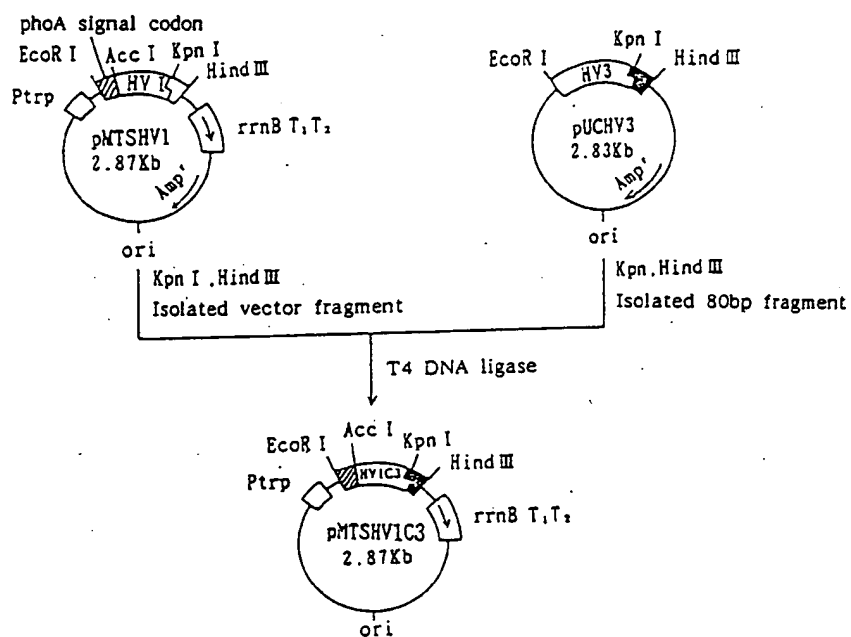 phoA signal codon
EcoR I
Acc I
Kpn I
Hind III
HV 1
Ptrp
rrnB T₁T₂
pMTSHV1
2.87Kb
Ampʳ
ori
Kpn I
EcoR I
Hind III
HV3
pUCHV3
2.83Kb
Ampʳ
ori
Kpn I , Hind III
Isolated vector fragment
Kpn, Hind III
Isolated 80bp fragment
T4 DNA ligase
Acc I
EcoR I
Kpn I
Hind III
HV1C3
Ptrp
rrnB T₁T₂
pMTSHV1C3
2.87Kb
ori